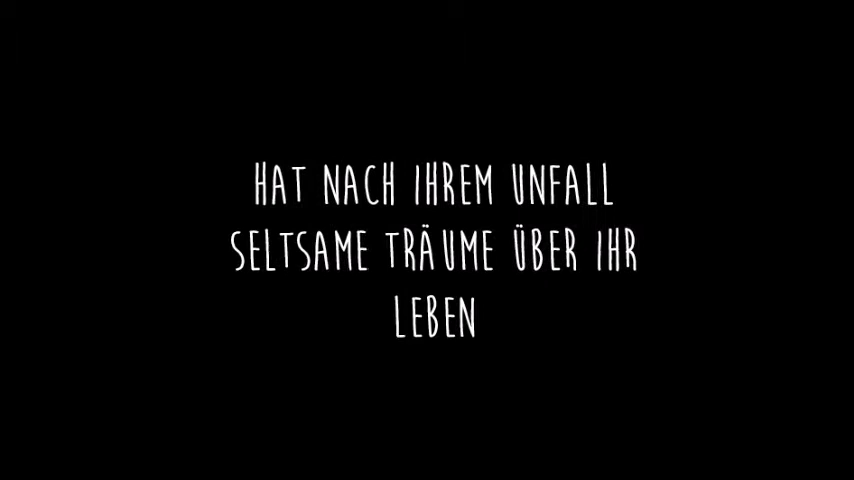 HAT NACH IHREM UNFALL
SELTSAME TRÄUME ÜBER IHR
LEBEN